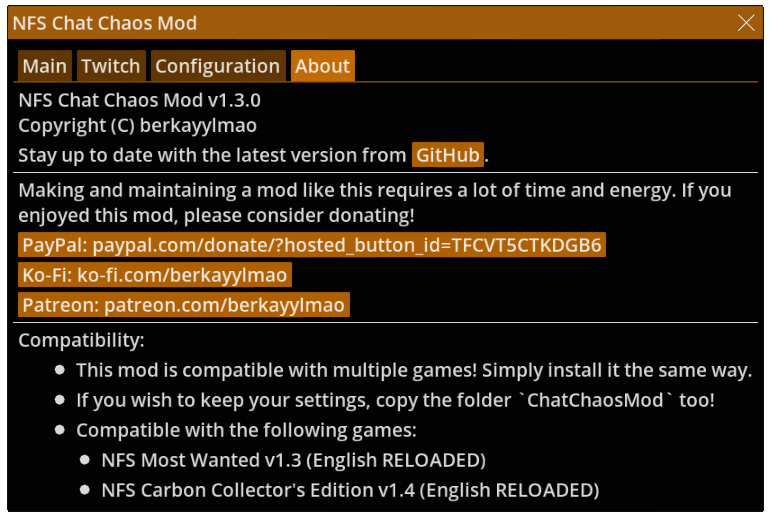 NFS Chat Chaos Mod
Main Twitch Configuration About
NFS Chat Chaos Mod v1.3.0
Copyright (C) berkayylmao
Stay up to date with the latest version from GitHub.
Making and maintaining a mod like this requires a lot of time and energy. If you
enjoyed this mod, please consider donating!
PayPal: paypal.com/donate/?hosted_button_id=TFCVT5CTKDGB6
Ko-Fi: ko-fi.com/berkayylmao
Patreon: patreon.com/berkayylmao
Compatibility:
This mod is compatible with multiple games! Simply install it the same way.
If you wish to keep your settings, copy the folder `ChatChaosMod` too!
Compatible with the following games:
NFS Most Wanted v1.3 (English RELOADED)
NFS Carbon Collector's Edition v1.4 (English RELOADED)